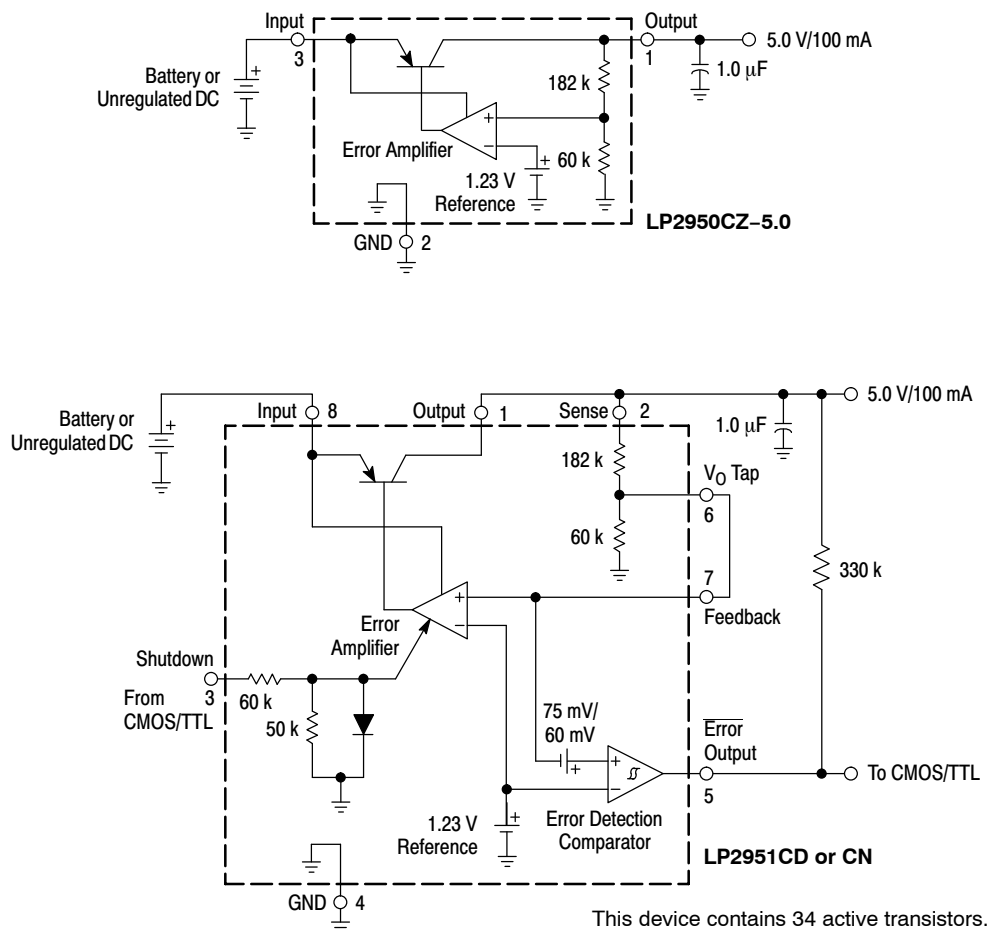 Input
3
Output
1
5.0 V/100 mA
1.0 μF
Battery or
Unregulated DC
+
182 k
+
−
Error Amplifier
60 k
+
1.23 V
Reference
GND
2
LP2950CZ−5.0
Battery or
Unregulated DC
+
Input
8
Output
1
Sense
2
5.0 V/100 mA
1.0 μF
182 k
VO Tap
6
60 k
330 k
7
Feedback
+
−
Error
Amplifier
Shutdown
3
From
CMOS/TTL
60 k
50 k
75 mV/
60 mV
+
+
−
Error
Output
5
To CMOS/TTL
+
1.23 V
Reference
Error Detection
Comparator
LP2951CD or CN
GND
4
This device contains 34 active transistors.